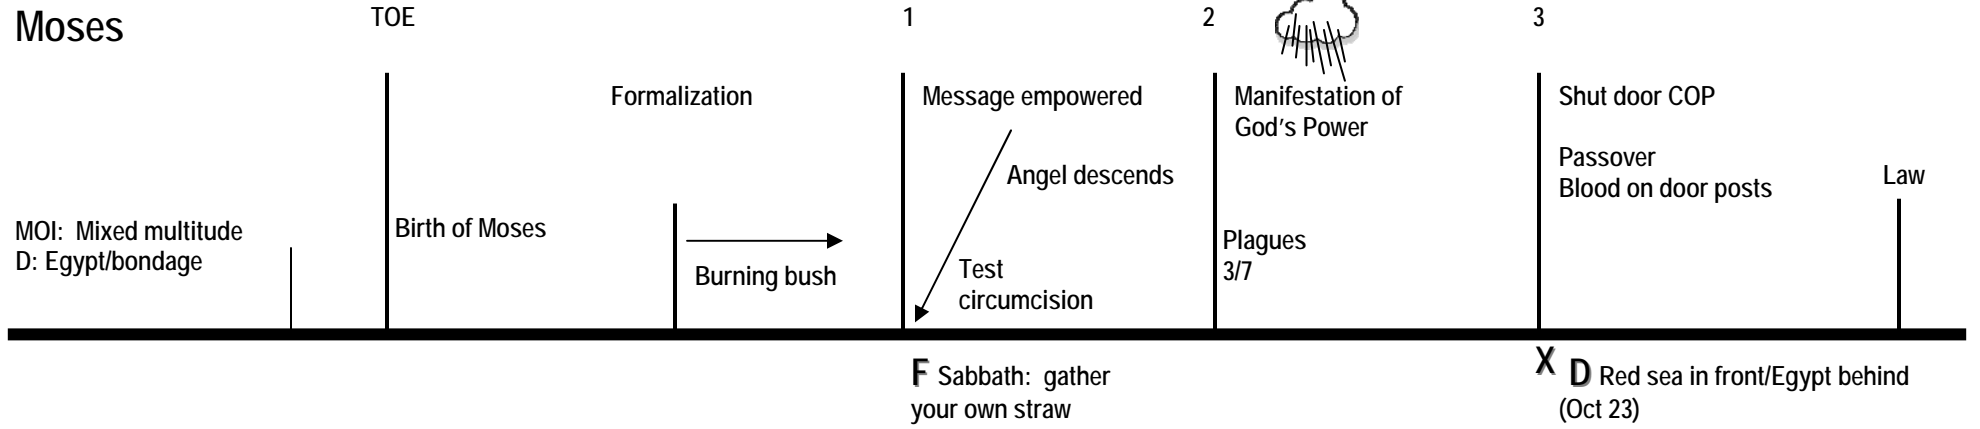 Moses
TOE
1
2
3
Formalization
Message empowered
Manifestation of
God's Power
Shut door COP
Angel descends
Passover
Blood on door posts
Law
MOI: Mixed multitude
D: Egypt/bondage
Birth of Moses
Burning bush
Test
circumcision
Plagues
3/7
F Sabbath: gather
your own straw
X D Red sea in front/Egypt behind
(Oct 23)